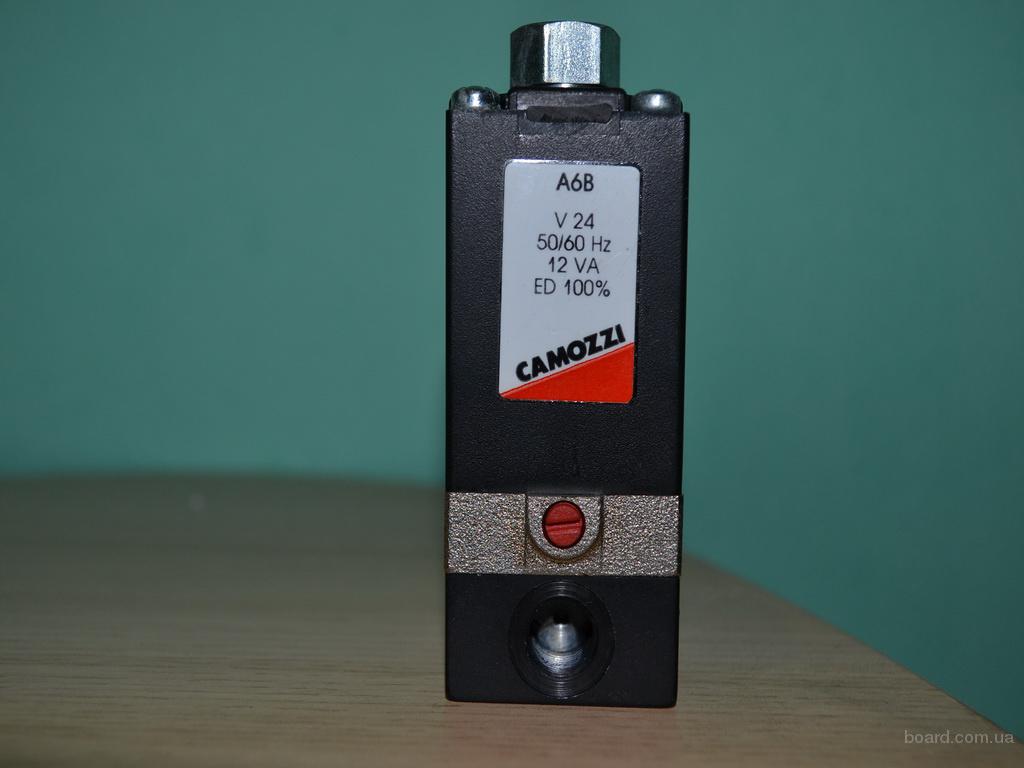 A6B
V 24
50/60 Hz
12 VA
ED 100%
CAMOZZI
board.com.ua